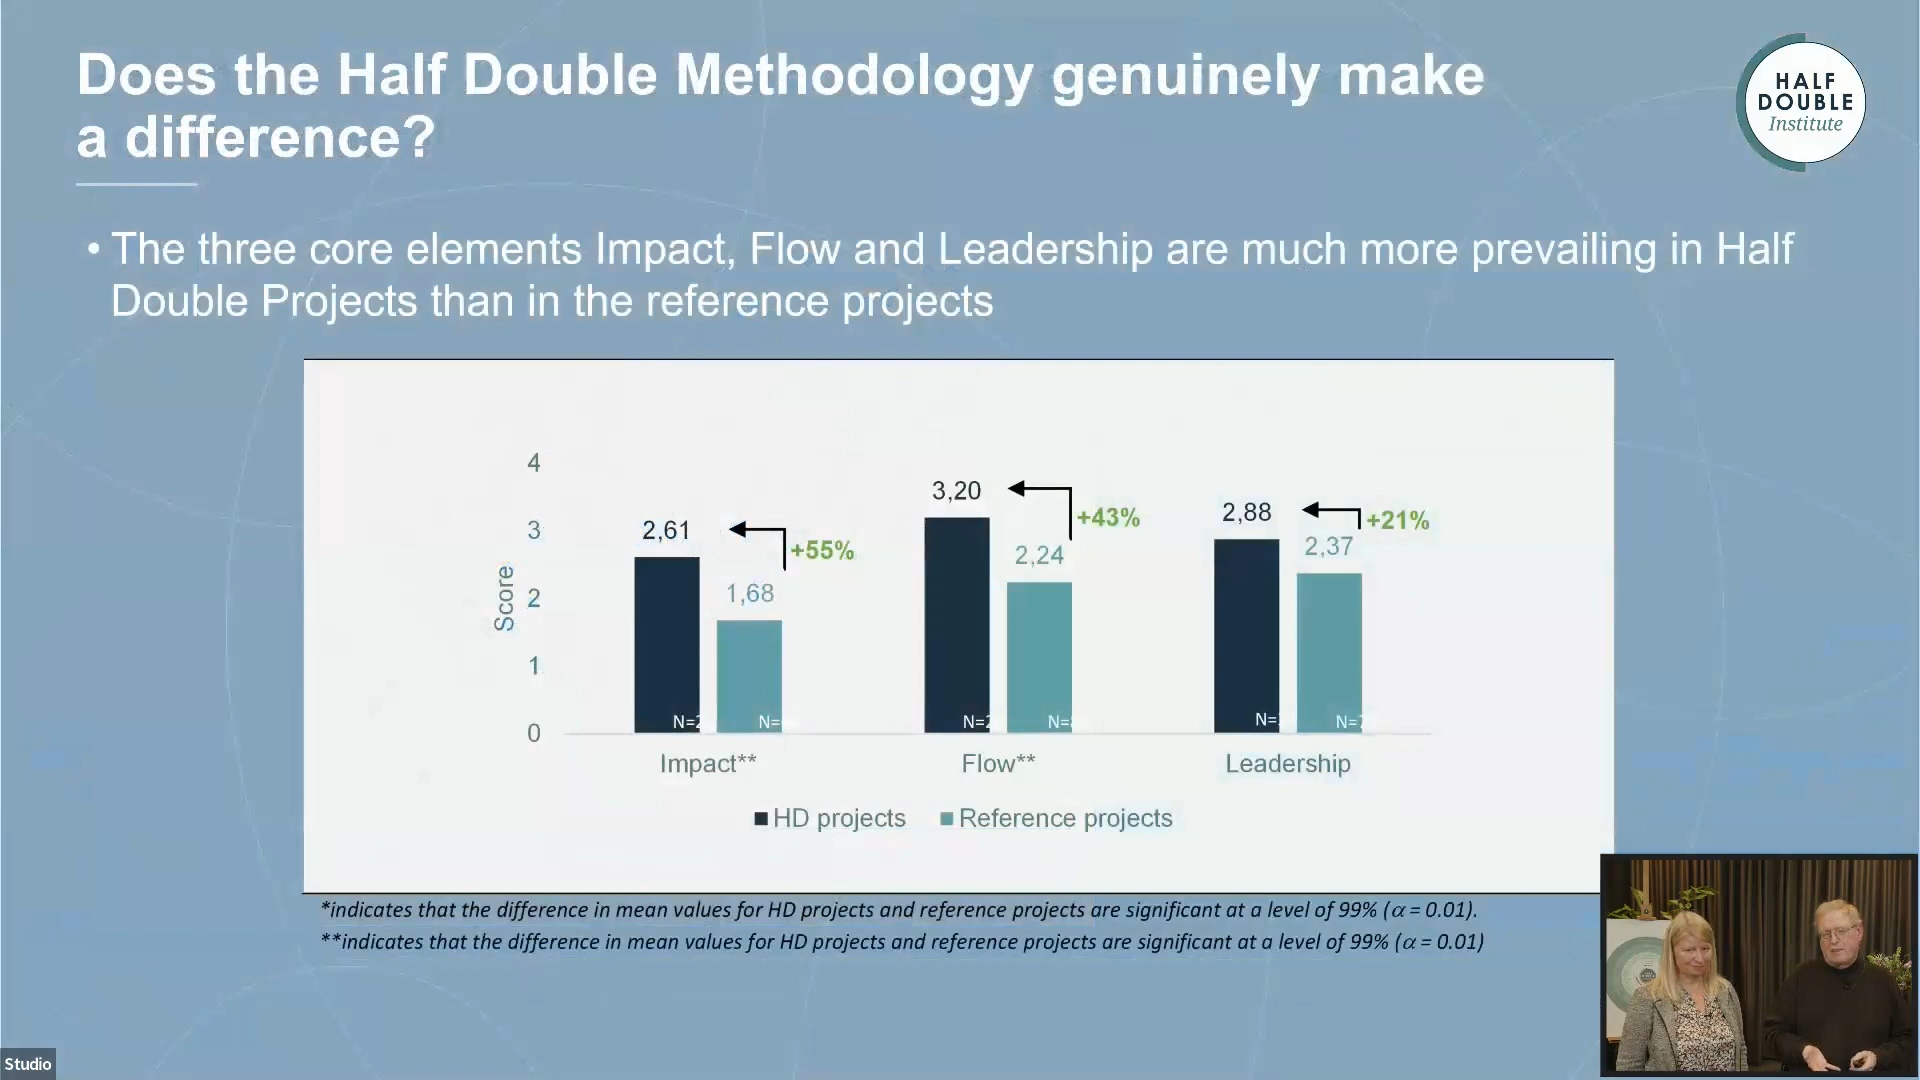 Does the Half Double Methodology genuinely make
a difference?
HALF
DOUBLE
Institute
• The three core elements Impact, Flow and Leadership are much more prevailing in Half
Double Projects than in the reference projects
4
3
2
1
0
Score
2,61
1,68
+55%
3,20
2,24
+43%
2,88
2,37
+21%
Impact**
Flow**
Leadership
HD projects
Reference projects
*indicates that the difference in mean values for HD projects and reference projects are significant at a level of 99% (α = 0.01).
**indicates that the difference in mean values for HD projects and reference projects are significant at a level of 99% (α = 0.01)
Studio